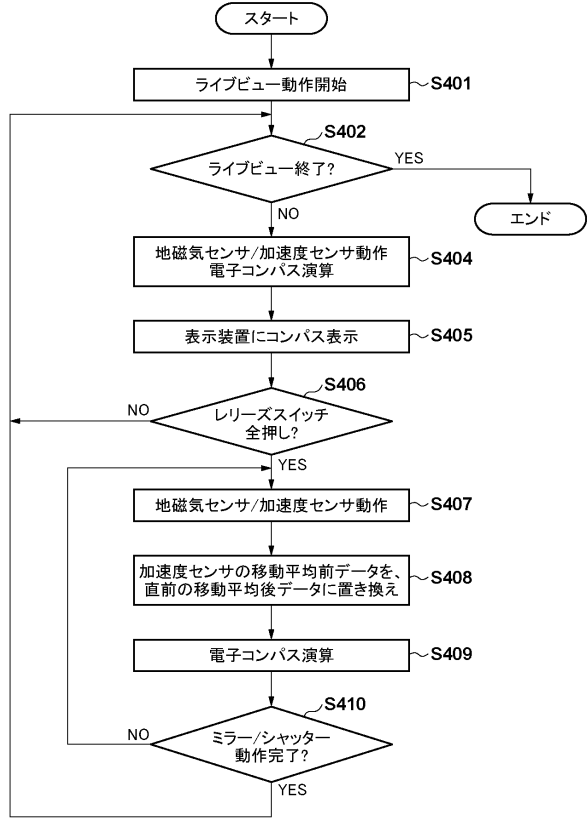 スタート
ライブビュー動作開始
S401
S402
ライブビュー終了?
YES
NO
エンド
地磁気センサ/加速度センサ動作
電子コンパス演算
S404
表示装置にコンパス表示
S405
S406
レリーズスイッチ
全押し?
NO
YES
地磁気センサ/加速度センサ動作
S407
加速度センサの移動平均前データを、
直前の移動平均後データに置き換え
S408
電子コンパス演算
S409
S410
ミラー/シャッター
動作完了?
NO
YES